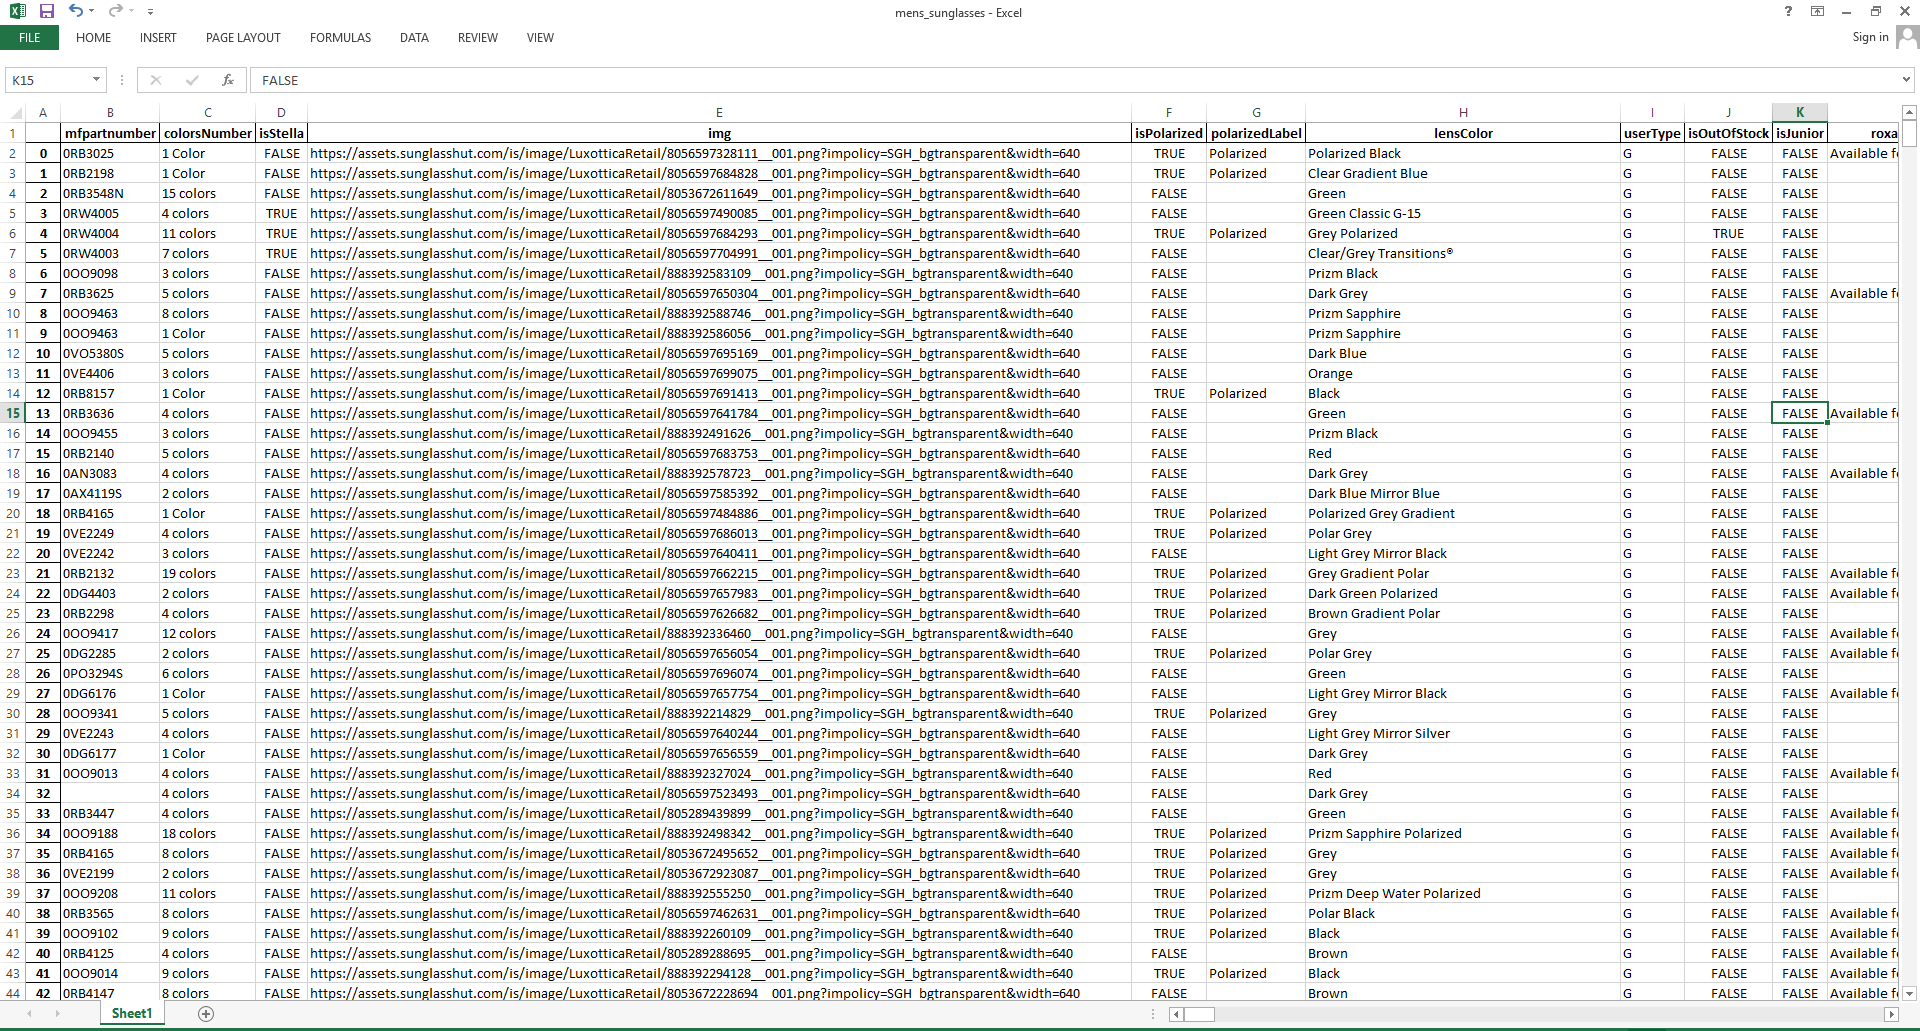 mens_sunglasses - Excel
FILE HOME INSERT PAGE LAYOUT FORMULAS DATA REVIEW VIEW Sign in
K15 fx FALSE
A B C D E F G H I J K
1 mfpartnumber colorsNumber isStella img isPolarized polarizedLabel lensColor userType isOutOfStock isJunior roxa
2 0 0RB3025 1 Color FALSE https://assets.sunglasshut.com/is/image/LuxotticaRetail/8056597328111__001.png?impolicy=SGH_bgtransparent&width=640 TRUE Polarized Polarized Black G FALSE FALSE Available fo
3 1 0RB2198 1 Color FALSE https://assets.sunglasshut.com/is/image/LuxotticaRetail/8056597684828__001.png?impolicy=SGH_bgtransparent&width=640 TRUE Polarized Clear Gradient Blue G FALSE FALSE
4 2 0RB3548N 15 colors FALSE https://assets.sunglasshut.com/is/image/LuxotticaRetail/8053672611649__001.png?impolicy=SGH_bgtransparent&width=640 FALSE Green G FALSE FALSE
5 3 0RW4005 4 colors TRUE https://assets.sunglasshut.com/is/image/LuxotticaRetail/8056597490085__001.png?impolicy=SGH_bgtransparent&width=640 FALSE Green Classic G-15 G FALSE FALSE
6 4 0RW4004 11 colors TRUE https://assets.sunglasshut.com/is/image/LuxotticaRetail/8056597684293__001.png?impolicy=SGH_bgtransparent&width=640 TRUE Polarized Grey Polarized G TRUE FALSE
7 5 0RW4003 7 colors TRUE https://assets.sunglasshut.com/is/image/LuxotticaRetail/8056597704991__001.png?impolicy=SGH_bgtransparent&width=640 FALSE Clear/Grey Transitions® G FALSE FALSE
8 6 0OO9098 3 colors FALSE https://assets.sunglasshut.com/is/image/LuxotticaRetail/888392583109__001.png?impolicy=SGH_bgtransparent&width=640 FALSE Prizm Black G FALSE FALSE
9 7 0RB3625 5 colors FALSE https://assets.sunglasshut.com/is/image/LuxotticaRetail/8056597650304__001.png?impolicy=SGH_bgtransparent&width=640 FALSE Dark Grey G FALSE FALSE Available fo
10 8 0OO9463 8 colors FALSE https://assets.sunglasshut.com/is/image/LuxotticaRetail/888392588746__001.png?impolicy=SGH_bgtransparent&width=640 FALSE Prizm Sapphire G FALSE FALSE
11 9 0OO9463 1 Color FALSE https://assets.sunglasshut.com/is/image/LuxotticaRetail/888392586056__001.png?impolicy=SGH_bgtransparent&width=640 FALSE Prizm Sapphire G FALSE FALSE
12 10 0VO5380S 5 colors FALSE https://assets.sunglasshut.com/is/image/LuxotticaRetail/8056597695169__001.png?impolicy=SGH_bgtransparent&width=640 FALSE Dark Blue G FALSE FALSE
13 11 0VE4406 3 colors FALSE https://assets.sunglasshut.com/is/image/LuxotticaRetail/8056597699075__001.png?impolicy=SGH_bgtransparent&width=640 FALSE Orange G FALSE FALSE
14 12 0RB8157 1 Color FALSE https://assets.sunglasshut.com/is/image/LuxotticaRetail/8056597691413__001.png?impolicy=SGH_bgtransparent&width=640 TRUE Polarized Black G FALSE FALSE
15 13 0RB3636 4 colors FALSE https://assets.sunglasshut.com/is/image/LuxotticaRetail/8056597641784__001.png?impolicy=SGH_bgtransparent&width=640 FALSE Green G FALSE FALSE Available fo
16 14 0OO9455 3 colors FALSE https://assets.sunglasshut.com/is/image/LuxotticaRetail/888392491626__001.png?impolicy=SGH_bgtransparent&width=640 FALSE Prizm Black G FALSE FALSE
17 15 0RB2140 5 colors FALSE https://assets.sunglasshut.com/is/image/LuxotticaRetail/8056597683753__001.png?impolicy=SGH_bgtransparent&width=640 FALSE Red G FALSE FALSE
18 16 0AN3083 4 colors FALSE https://assets.sunglasshut.com/is/image/LuxotticaRetail/888392578723__001.png?impolicy=SGH_bgtransparent&width=640 FALSE Dark Grey G FALSE FALSE Available fo
19 17 0AX4119S 2 colors FALSE https://assets.sunglasshut.com/is/image/LuxotticaRetail/8056597585392__001.png?impolicy=SGH_bgtransparent&width=640 FALSE Dark Blue Mirror Blue G FALSE FALSE
20 18 0RB4165 1 Color FALSE https://assets.sunglasshut.com/is/image/LuxotticaRetail/8056597484886__001.png?impolicy=SGH_bgtransparent&width=640 TRUE Polarized Polarized Grey Gradient G FALSE FALSE
21 19 0VE2249 4 colors FALSE https://assets.sunglasshut.com/is/image/LuxotticaRetail/8056597686013__001.png?impolicy=SGH_bgtransparent&width=640 TRUE Polarized Polar Grey G FALSE FALSE
22 20 0VE2242 3 colors FALSE https://assets.sunglasshut.com/is/image/LuxotticaRetail/8056597640411__001.png?impolicy=SGH_bgtransparent&width=640 FALSE Light Grey Mirror Black G FALSE FALSE
23 21 0RB2132 19 colors FALSE https://assets.sunglasshut.com/is/image/LuxotticaRetail/8056597662215__001.png?impolicy=SGH_bgtransparent&width=640 TRUE Polarized Grey Gradient Polar G FALSE FALSE Available fo
24 22 0DG4403 2 colors FALSE https://assets.sunglasshut.com/is/image/LuxotticaRetail/8056597657983__001.png?impolicy=SGH_bgtransparent&width=640 TRUE Polarized Dark Green Polarized G FALSE FALSE Available fo
25 23 0RB2298 4 colors FALSE https://assets.sunglasshut.com/is/image/LuxotticaRetail/8056597626682__001.png?impolicy=SGH_bgtransparent&width=640 TRUE Polarized Brown Gradient Polar G FALSE FALSE
26 24 0OO9417 12 colors FALSE https://assets.sunglasshut.com/is/image/LuxotticaRetail/888392336460__001.png?impolicy=SGH_bgtransparent&width=640 FALSE Grey G FALSE FALSE Available fo
27 25 0DG2285 2 colors FALSE https://assets.sunglasshut.com/is/image/LuxotticaRetail/8056597656054__001.png?impolicy=SGH_bgtransparent&width=640 TRUE Polarized Polar Grey G FALSE FALSE Available fo
28 26 0PO3294S 6 colors FALSE https://assets.sunglasshut.com/is/image/LuxotticaRetail/8056597696074__001.png?impolicy=SGH_bgtransparent&width=640 FALSE Green G FALSE FALSE
29 27 0DG6176 1 Color FALSE https://assets.sunglasshut.com/is/image/LuxotticaRetail/8056597657754__001.png?impolicy=SGH_bgtransparent&width=640 FALSE Light Grey Mirror Black G FALSE FALSE Available fo
30 28 0OO9341 5 colors FALSE https://assets.sunglasshut.com/is/image/LuxotticaRetail/888392214829__001.png?impolicy=SGH_bgtransparent&width=640 TRUE Polarized Grey G FALSE FALSE
31 29 0VE2243 4 colors FALSE https://assets.sunglasshut.com/is/image/LuxotticaRetail/8056597640244__001.png?impolicy=SGH_bgtransparent&width=640 FALSE Light Grey Mirror Silver G FALSE FALSE
32 30 0DG6177 1 Color FALSE https://assets.sunglasshut.com/is/image/LuxotticaRetail/8056597656559__001.png?impolicy=SGH_bgtransparent&width=640 FALSE Dark Grey G FALSE FALSE
33 31 0OO9013 4 colors FALSE https://assets.sunglasshut.com/is/image/LuxotticaRetail/888392327024__001.png?impolicy=SGH_bgtransparent&width=640 FALSE Red G FALSE FALSE Available fo
34 32 4 colors FALSE https://assets.sunglasshut.com/is/image/LuxotticaRetail/8056597523493__001.png?impolicy=SGH_bgtransparent&width=640 FALSE Dark Grey G FALSE FALSE
35 33 0RB3447 4 colors FALSE https://assets.sunglasshut.com/is/image/LuxotticaRetail/805289439899__001.png?impolicy=SGH_bgtransparent&width=640 FALSE Green G FALSE FALSE Available fo
36 34 0OO9188 18 colors FALSE https://assets.sunglasshut.com/is/image/LuxotticaRetail/888392498342__001.png?impolicy=SGH_bgtransparent&width=640 TRUE Polarized Prizm Sapphire Polarized G FALSE FALSE Available fo
37 35 0RB4165 8 colors FALSE https://assets.sunglasshut.com/is/image/LuxotticaRetail/8053672495652__001.png?impolicy=SGH_bgtransparent&width=640 TRUE Polarized Grey G FALSE FALSE Available fo
38 36 0VE2199 2 colors FALSE https://assets.sunglasshut.com/is/image/LuxotticaRetail/8053672923087__001.png?impolicy=SGH_bgtransparent&width=640 TRUE Polarized Grey G FALSE FALSE Available fo
39 37 0OO9208 11 colors FALSE https://assets.sunglasshut.com/is/image/LuxotticaRetail/888392555250__001.png?impolicy=SGH_bgtransparent&width=640 TRUE Polarized Prizm Deep Water Polarized G FALSE FALSE
40 38 0RB3565 8 colors FALSE https://assets.sunglasshut.com/is/image/LuxotticaRetail/8056597462631__001.png?impolicy=SGH_bgtransparent&width=640 TRUE Polarized Polar Black G FALSE FALSE Available fo
41 39 0OO9102 9 colors FALSE https://assets.sunglasshut.com/is/image/LuxotticaRetail/888392260109__001.png?impolicy=SGH_bgtransparent&width=640 TRUE Polarized Black G FALSE FALSE Available fo
42 40 0RB4125 4 colors FALSE https://assets.sunglasshut.com/is/image/LuxotticaRetail/805289288695__001.png?impolicy=SGH_bgtransparent&width=640 FALSE Brown G FALSE FALSE Available fo
43 41 0OO9014 9 colors FALSE https://assets.sunglasshut.com/is/image/LuxotticaRetail/888392294128__001.png?impolicy=SGH_bgtransparent&width=640 TRUE Polarized Black G FALSE FALSE Available fo
44 42 0RB4147 8 colors FALSE https://assets.sunglasshut.com/is/image/LuxotticaRetail/8053672228694__001.png?impolicy=SGH_bgtransparent&width=640 FALSE Brown G FALSE FALSE Available fo
Sheet1